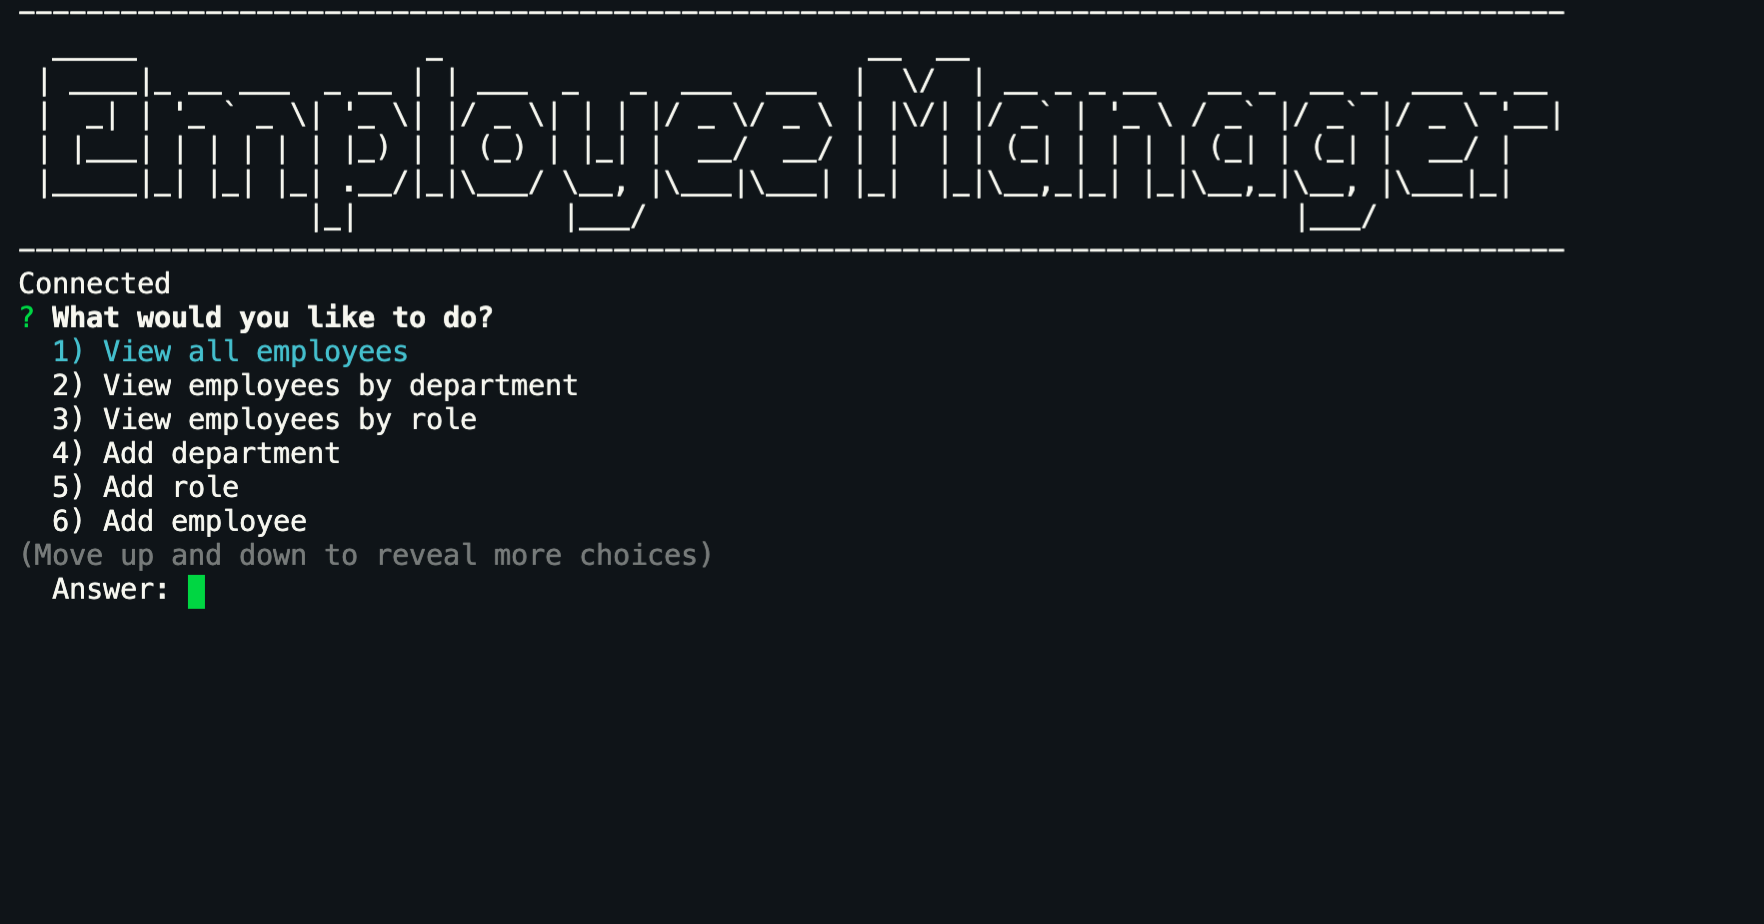 Employee Manager
Connected
? What would you like to do?
1) View all employees
2) View employees by department
3) View employees by role
4) Add department
5) Add role
6) Add employee
(Move up and down to reveal more choices)
Answer: